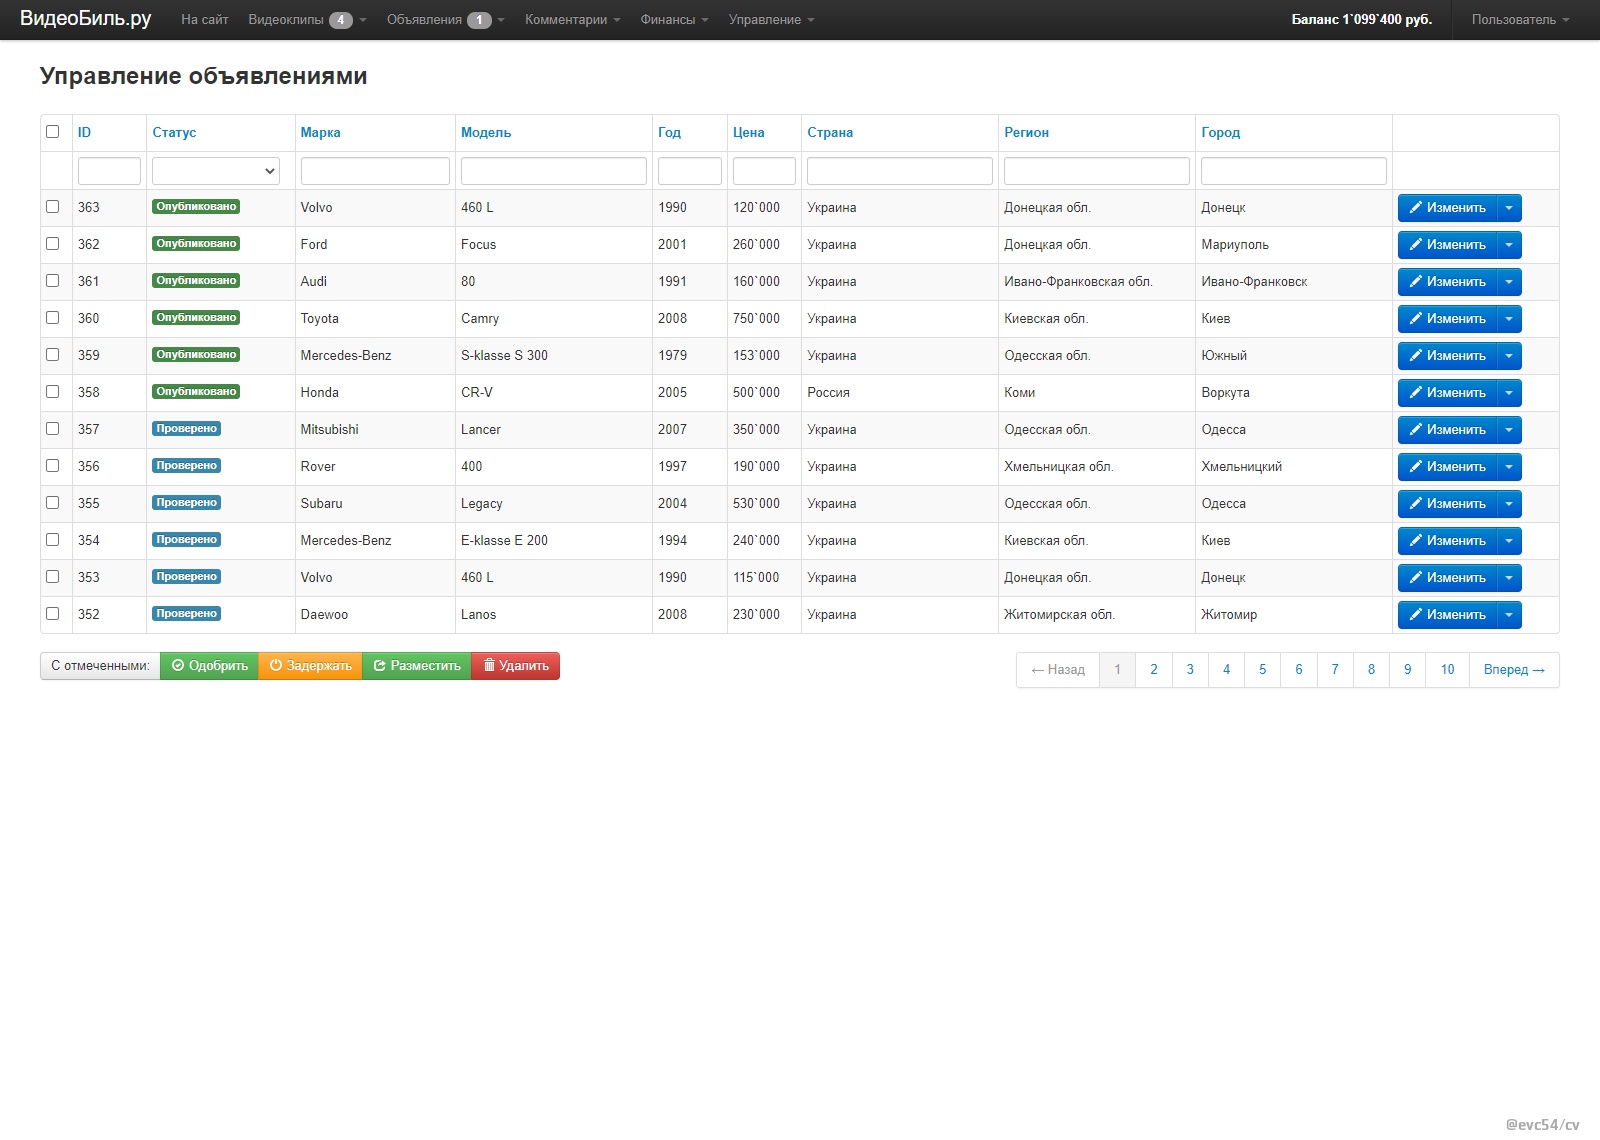 ВидеоБиль.ру На сайт Видеоклипы 4 Объявления 1 Комментарии Финансы Управление Баланс 1`099`400 руб. Пользователь
Управление объявлениями
ID Статус Марка Модель Год Цена Страна Регион Город
363 Опубликовано Volvo 460 L 1990 120`000 Украина Донецкая обл. Донецк Изменить
362 Опубликовано Ford Focus 2001 260`000 Украина Донецкая обл. Мариуполь Изменить
361 Опубликовано Audi 80 1991 160`000 Украина Ивано-Франковская обл. Ивано-Франковск Изменить
360 Опубликовано Toyota Camry 2008 750`000 Украина Киевская обл. Киев Изменить
359 Опубликовано Mercedes-Benz S-klasse S 300 1979 153`000 Украина Одесская обл. Южный Изменить
358 Опубликовано Honda CR-V 2005 500`000 Россия Коми Воркута Изменить
357 Проверено Mitsubishi Lancer 2007 350`000 Украина Одесская обл. Одесса Изменить
356 Проверено Rover 400 1997 190`000 Украина Хмельницкая обл. Хмельницкий Изменить
355 Проверено Subaru Legacy 2004 530`000 Украина Одесская обл. Одесса Изменить
354 Проверено Mercedes-Benz E-klasse E 200 1994 240`000 Украина Киевская обл. Киев Изменить
353 Проверено Volvo 460 L 1990 115`000 Украина Донецкая обл. Донецк Изменить
352 Проверено Daewoo Lanos 2008 230`000 Украина Житомирская обл. Житомир Изменить
С отмеченными: Одобрить Задержать Разместить Удалить ← Назад 1 2 3 4 5 6 7 8 9 10 Вперед →
@evc54/cv